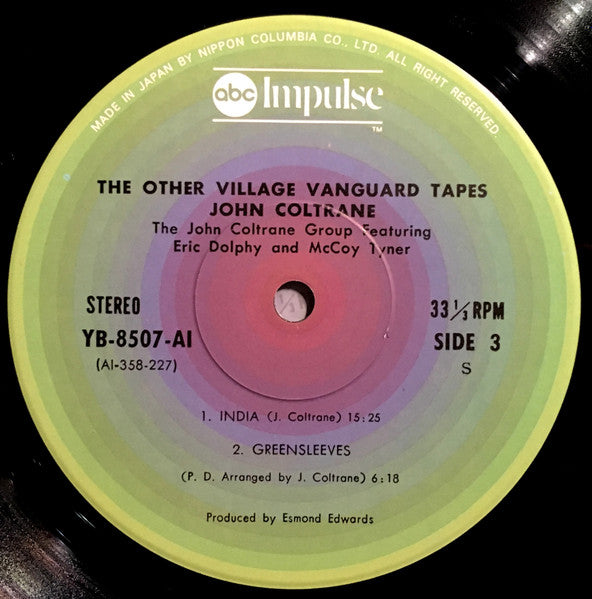 MADE IN JAPAN BY NIPPON COLUMBIA CO., LTD. ALL RIGHT RESERVED.
abc Impulse
TM
THE OTHER VILLAGE VANGUARD TAPES
JOHN COLTRANE
The John Coltrane Group Featuring
Eric Dolphy and McCoy Tyner
STEREO
33 1/3 RPM
YB-8507-AI
SIDE 3
(AI-358-227)
S
1. INDIA (J. Coltrane) 15:25
2. GREENSLEEVES
(P. D. Arranged by J. Coltrane) 6:18
Produced by Esmond Edwards